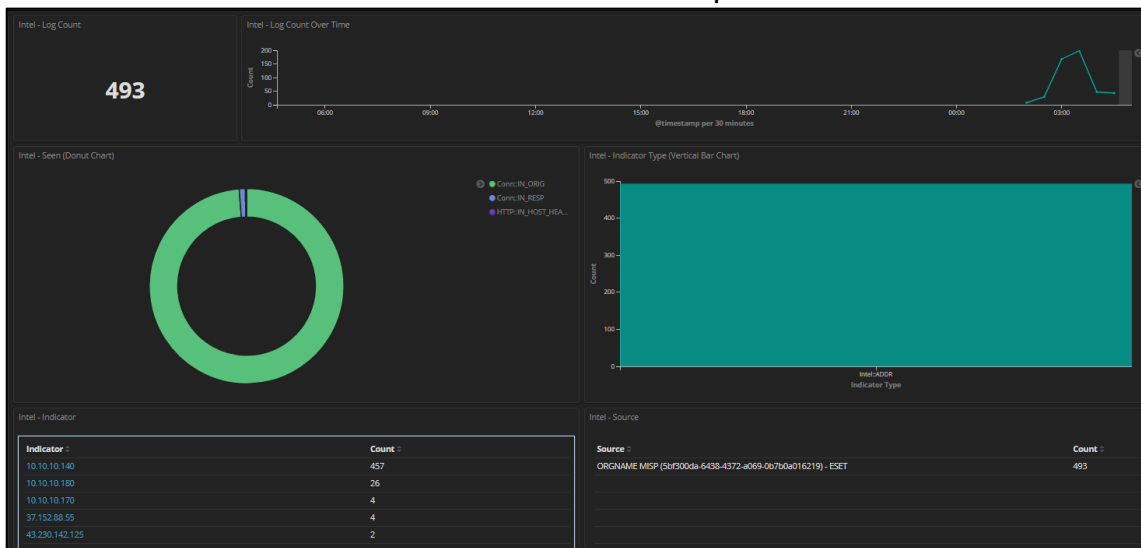 Intel - Log Count
493
Intel - Log Count Over Time
200
150
100
50
0
Count
06:00 09:00 12:00 15:00 18:00 21:00 00:00 03:00
@timestamp per 30 minutes
Intel - Seen (Donut Chart)
Conn::IN_ORIG
Conn::IN_RESP
HTTP::IN_HOST_HEA...
Intel - Indicator Type (Vertical Bar Chart)
500
400
300
200
100
0
Count
Intel::ADDR
Indicator Type
Intel - Indicator
Indicator Count
10.10.10.140 457
10.10.10.180 26
10.10.10.170 4
37.152.88.55 4
43.230.142.125 2
Intel - Source
Source Count
ORGNAME MISP (5bf300da-6438-4372-a069-0b7b0a016219) - ESET 493